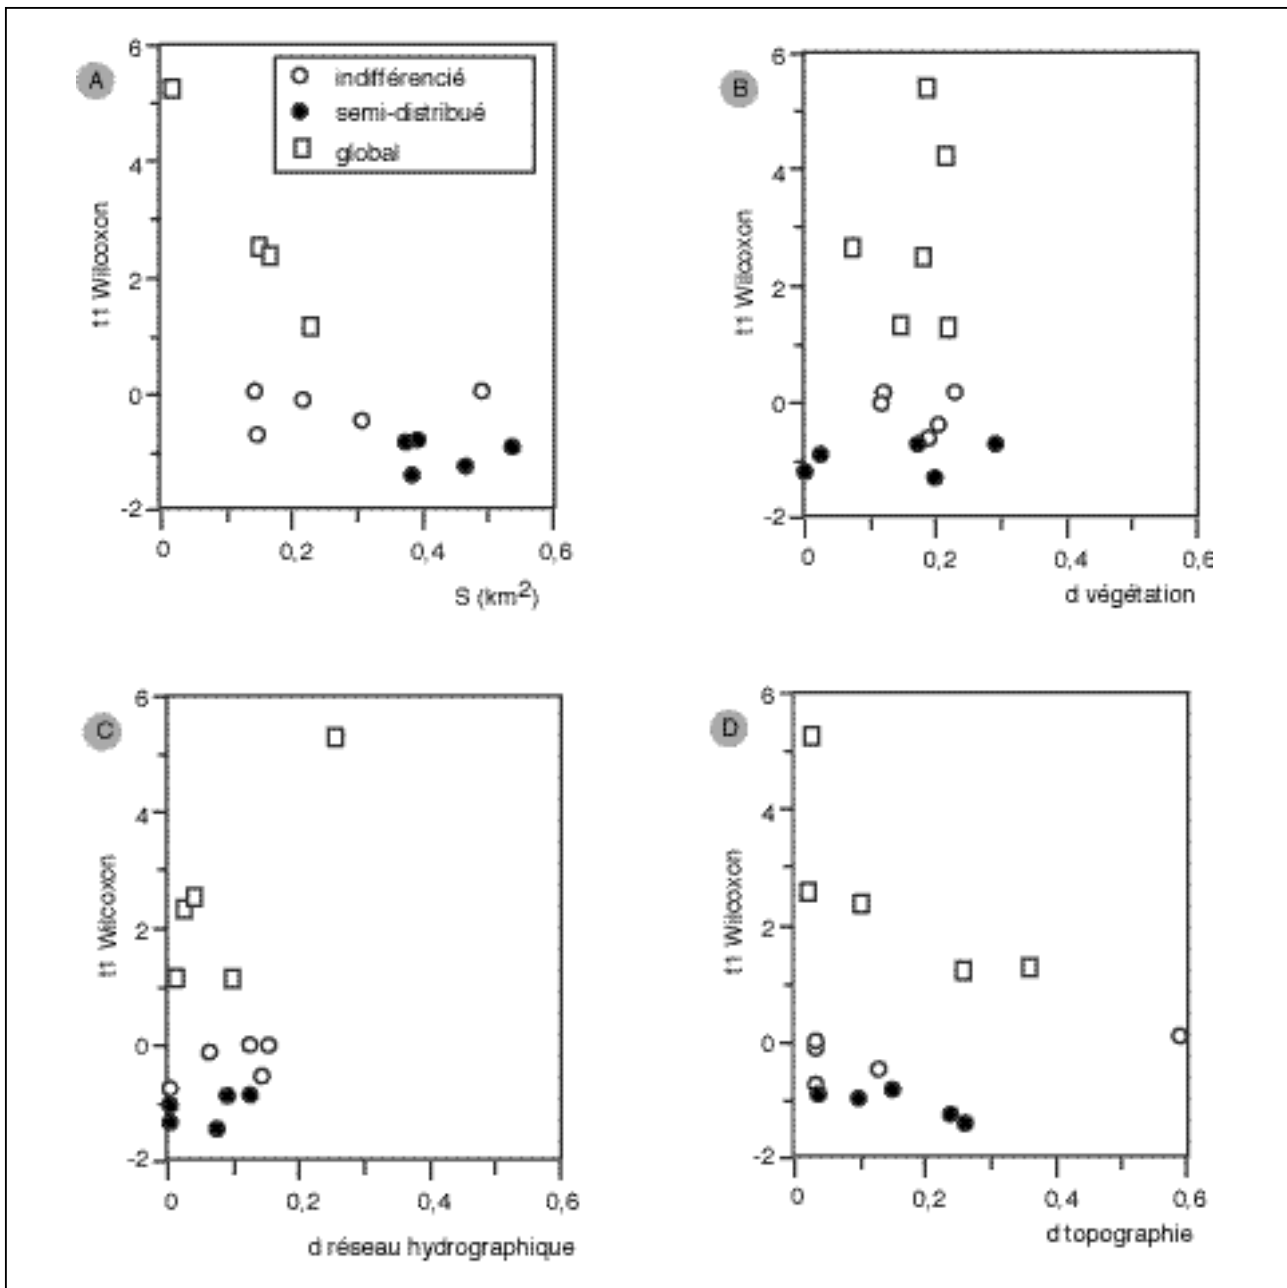 A
6
4
2
0
-2
t1 Wilcoxon
indifférencié
semi-distribué
global
0 0,2 0,4 0,6
S (km²)
B
6
4
2
0
-2
t1 Wilcoxon
0 0,2 0,4 0,6
d végétation
C
6
4
2
0
-2
t1 Wilcoxon
0 0,2 0,4 0,6
d réseau hydrographique
D
6
4
2
0
-2
t1 Wilcoxon
0 0,2 0,4 0,6
d topographie